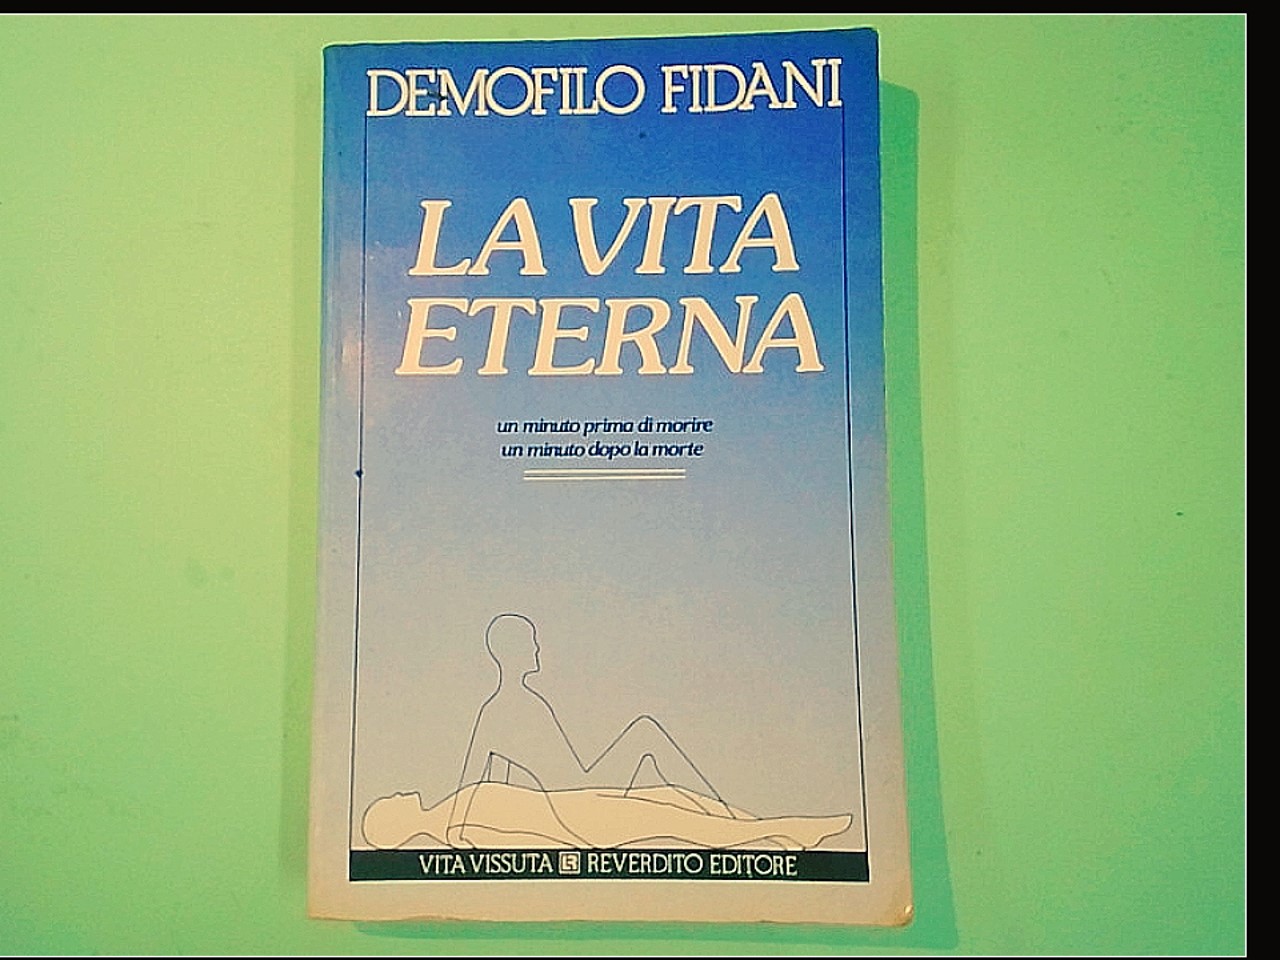 DEMOFILO FIDANI
LA VITA
ETERNA
un minuto prima di morire
un minuto dopo la morte
VITA VISSUTA LR REVERDITO EDITORE